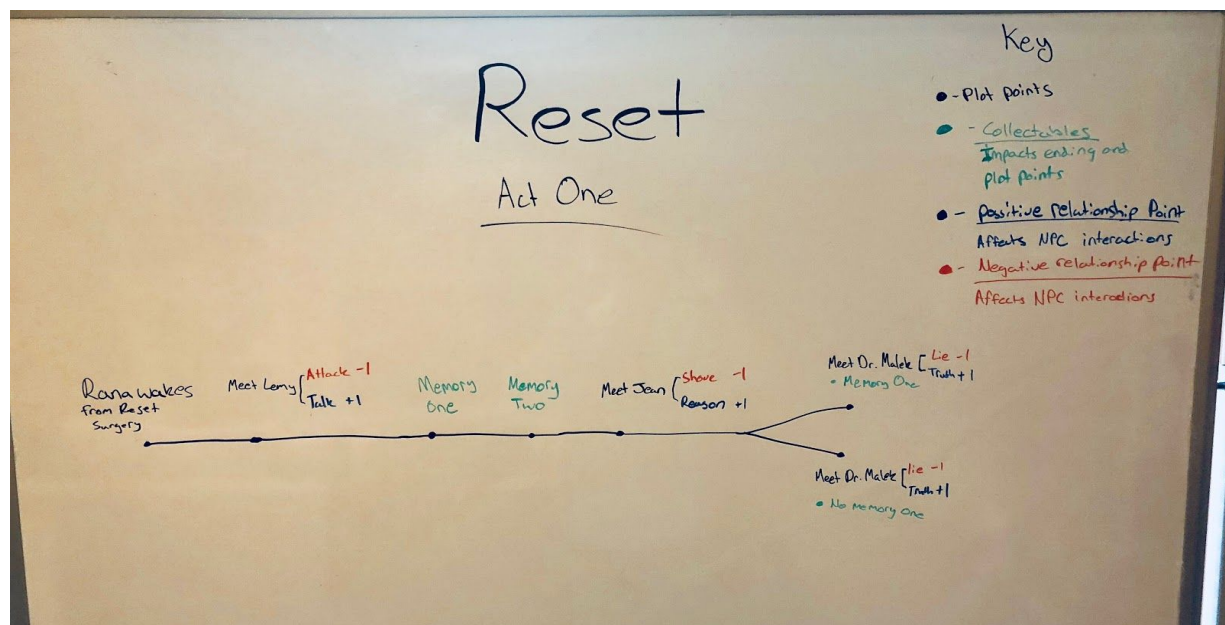 Reset
Act One
Key
- Plot points
- Collectables
Impacts ending and
plot points
- possitive relationship Point
Affects NPC interactions
- Negative relationship point
Affects NPC interactions
Rana wakes
from Reset
Surgery
Meet Lemy
Attack -1
Talk +1
Memory
one
Memory
Two
Meet Jean
Shove -1
Reason +1
Meet Dr. Malek
Lie -1
Truth +1
• Memory One
Meet Dr. Malek
lie -1
Truth +1
• No memory one